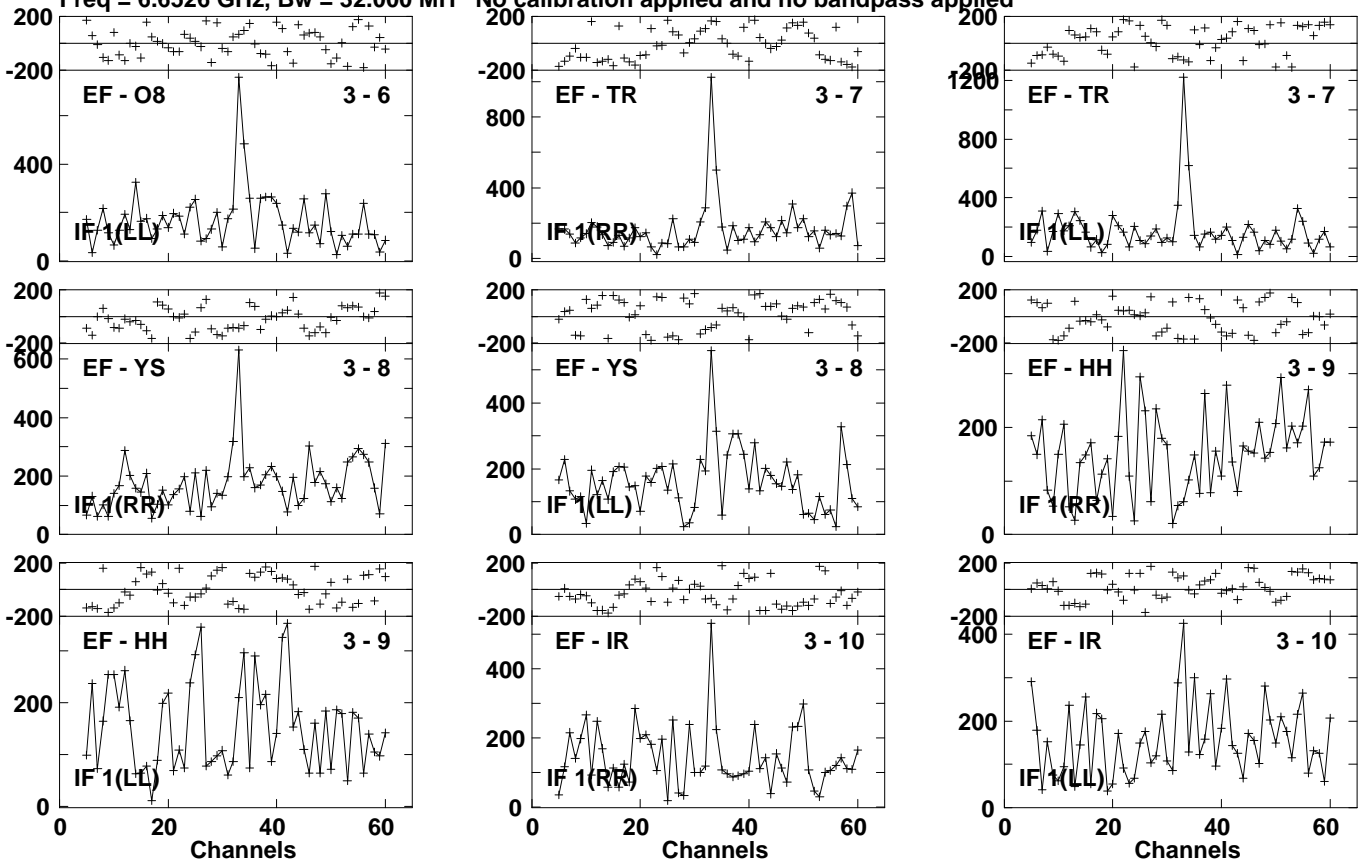 Freq = 6.6526 GHz, Bw = 32.000 MH No calibration applied and no bandpass applied
200 200 200
-200 -200
1200
EF - O8 3 - 6 EF - TR 3 - 7 EF - TR 3 - 7
800 800
400 400 400
IF 1(LL) IF 1(RR) IF 1(LL)
0 0 0
200 200 200
-200 -200 -200
600
EF - YS 3 - 8 EF - YS 3 - 8 EF - HH 3 - 9
400 400
200 200 200
IF 1(RR) IF 1(LL) IF 1(RR)
0 0 0
200 200 200
-200 -200 -200
400
EF - HH 3 - 9 EF - IR 3 - 10 EF - IR 3 - 10
400
200 200 200
IF 1(LL) IF 1(RR) IF 1(LL)
0 0 0
0 20 40 60 0 20 40 60 0 20 40 60
Channels Channels Channels